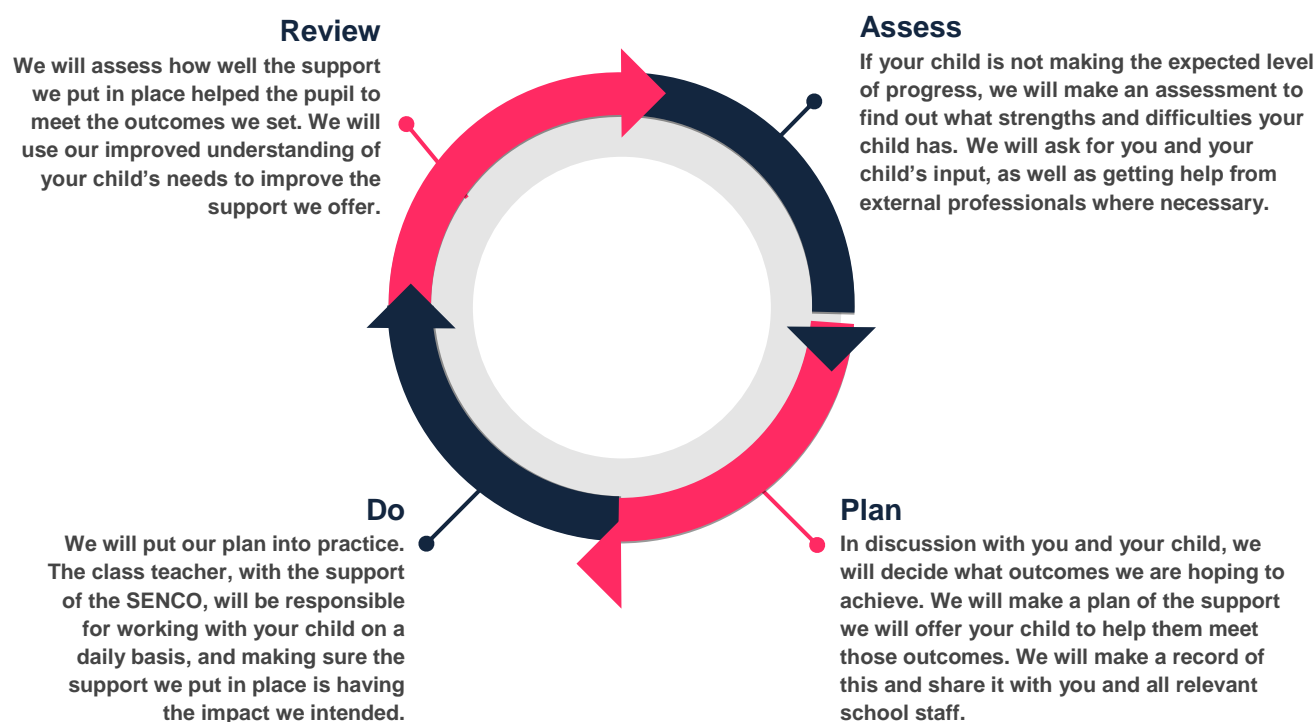 Review
We will assess how well the support
we put in place helped the pupil to
meet the outcomes we set. We will
use our improved understanding of
your child’s needs to improve the
support we offer.
Assess
If your child is not making the expected level
of progress, we will make an assessment to
find out what strengths and difficulties your
child has. We will ask for you and your
child’s input, as well as getting help from
external professionals where necessary.
Do
We will put our plan into practice.
The class teacher, with the support
of the SENCO, will be responsible
for working with your child on a
daily basis, and making sure the
support we put in place is having
the impact we intended.
Plan
In discussion with you and your child, we
will decide what outcomes we are hoping to
achieve. We will make a plan of the support
we will offer your child to help them meet
those outcomes. We will make a record of
this and share it with you and all relevant
school staff.